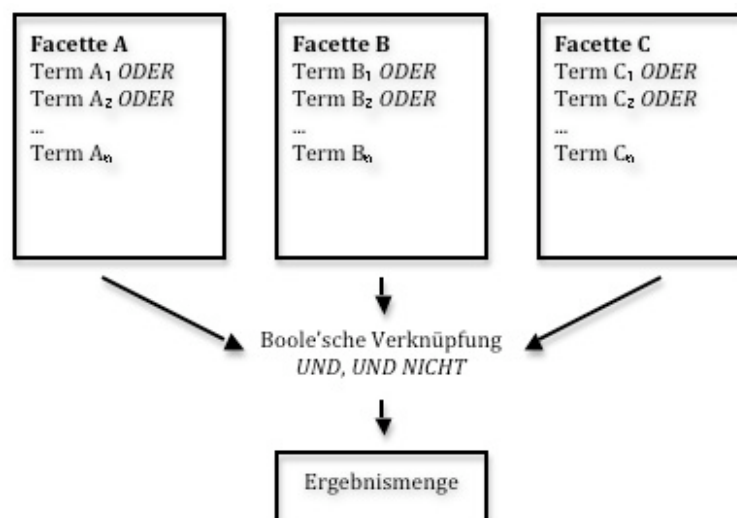 Facette A
Term A₁ ODER
Term A₂ ODER
...
Term Aₙ
Facette B
Term B₁ ODER
Term B₂ ODER
...
Term Bₙ
Facette C
Term C₁ ODER
Term C₂ ODER
...
Term Cₙ
Boole'sche Verknüpfung
UND, UND NICHT
Ergebnismenge